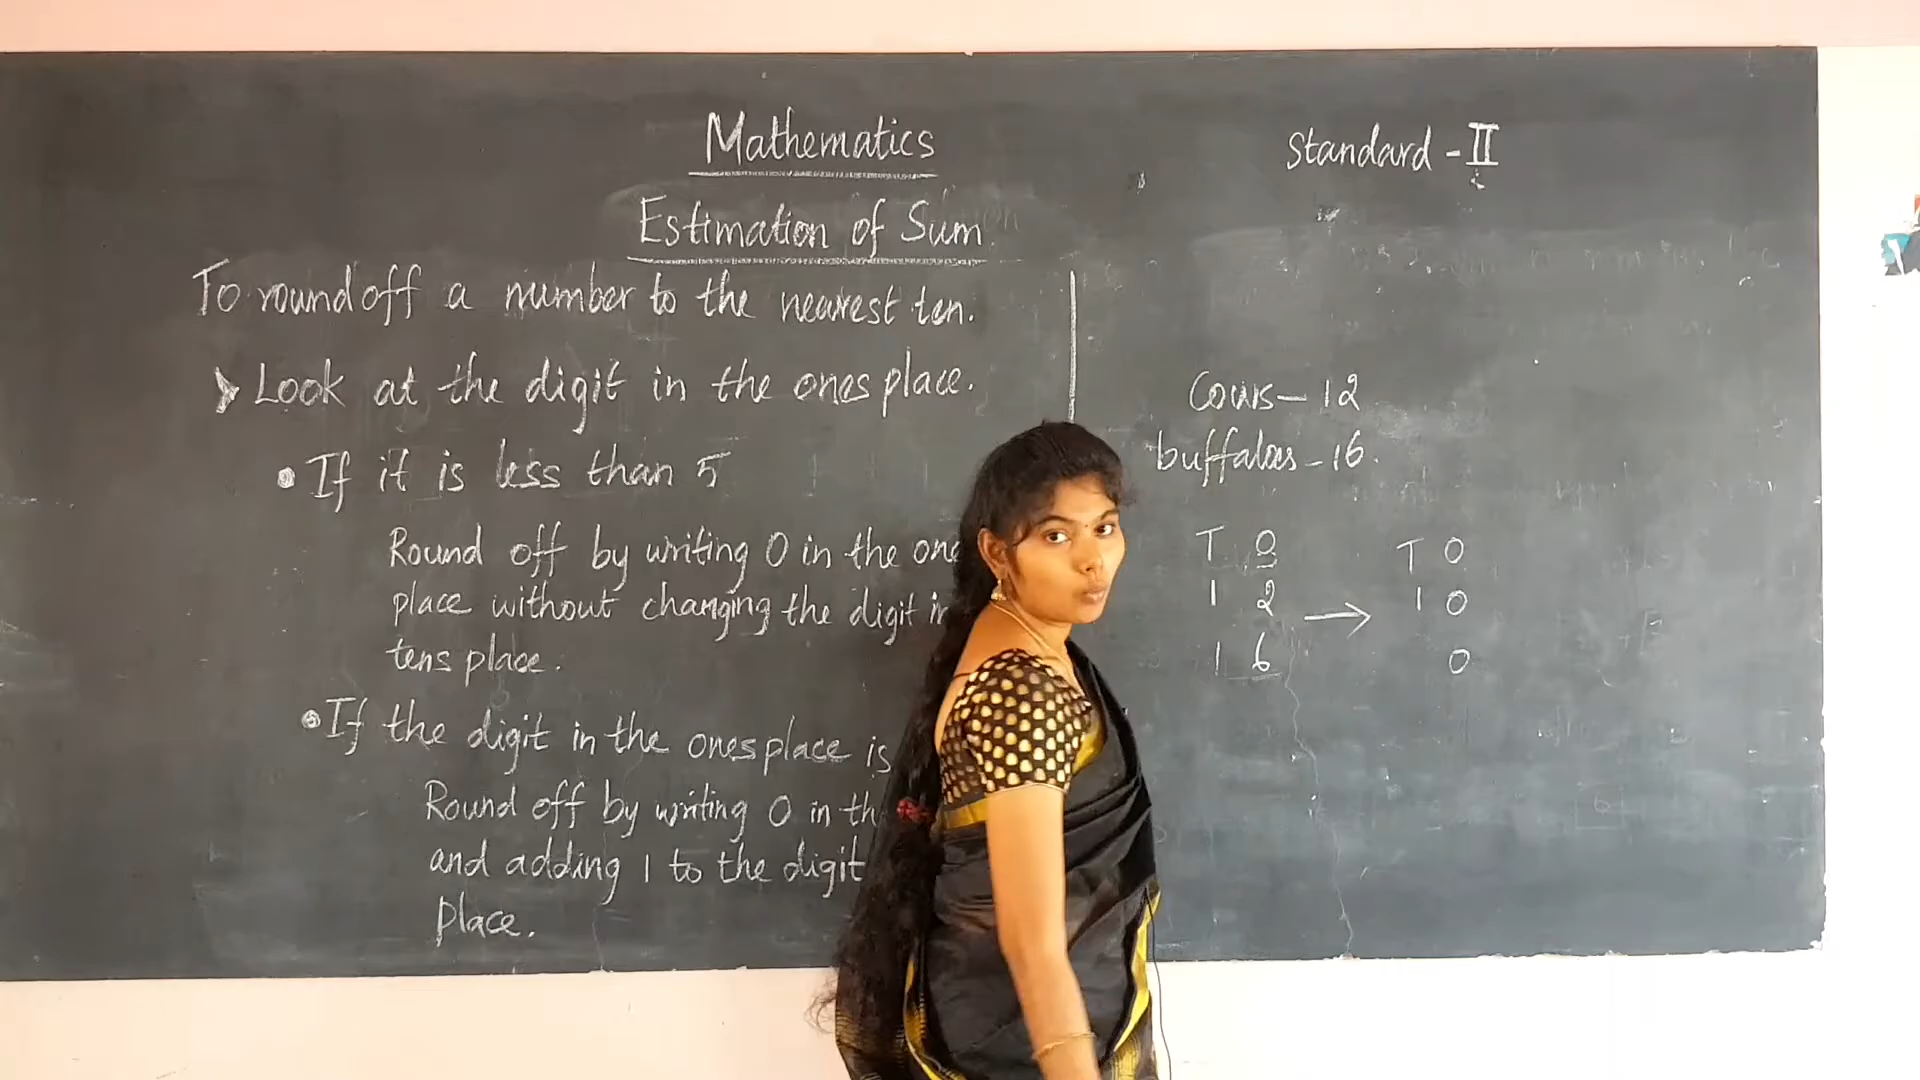 Mathematics
Standard - II
Estimation of Sum
To round off a number to the nearest ten.
Look at the digit in the ones place.
• If it is less than 5
Round off by writing 0 in the one
place without changing the digit in
tens place.
• If the digit in the ones place is
Round off by writing 0 in th
and adding 1 to the digit
place.
Cows - 12
buffaloes - 16.
T O T O
1 2 → 1 0
1 6 0